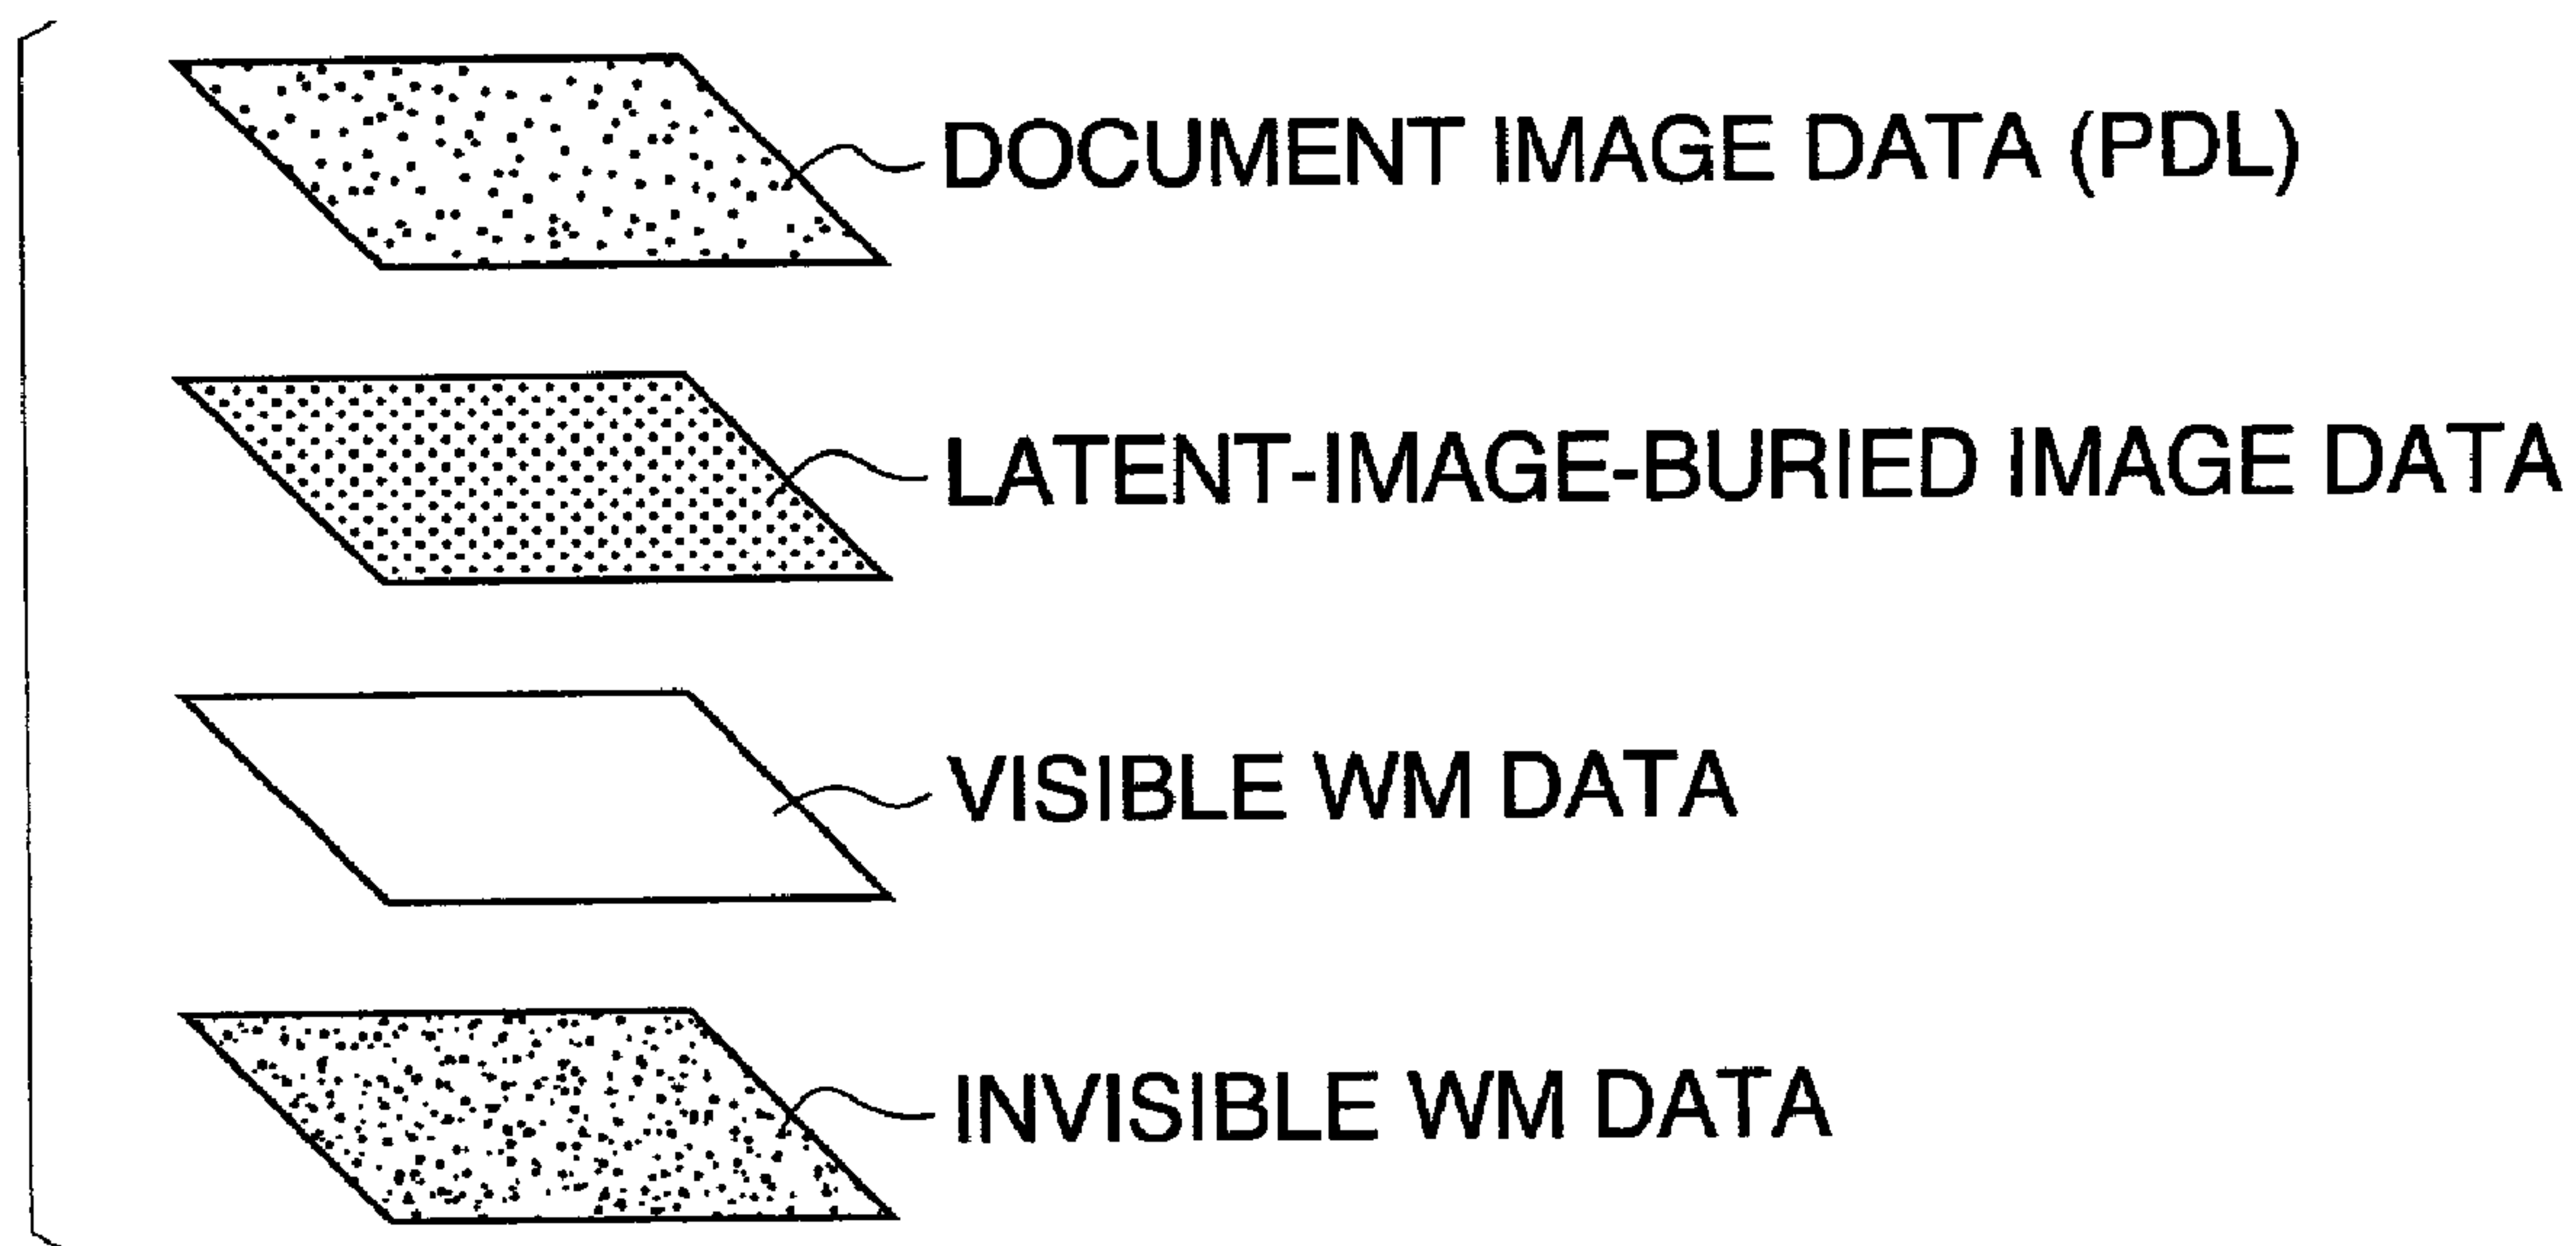 DOCUMENT IMAGE DATA (PDL)
LATENT-IMAGE-BURIED IMAGE DATA
VISIBLE WM DATA
INVISIBLE WM DATA